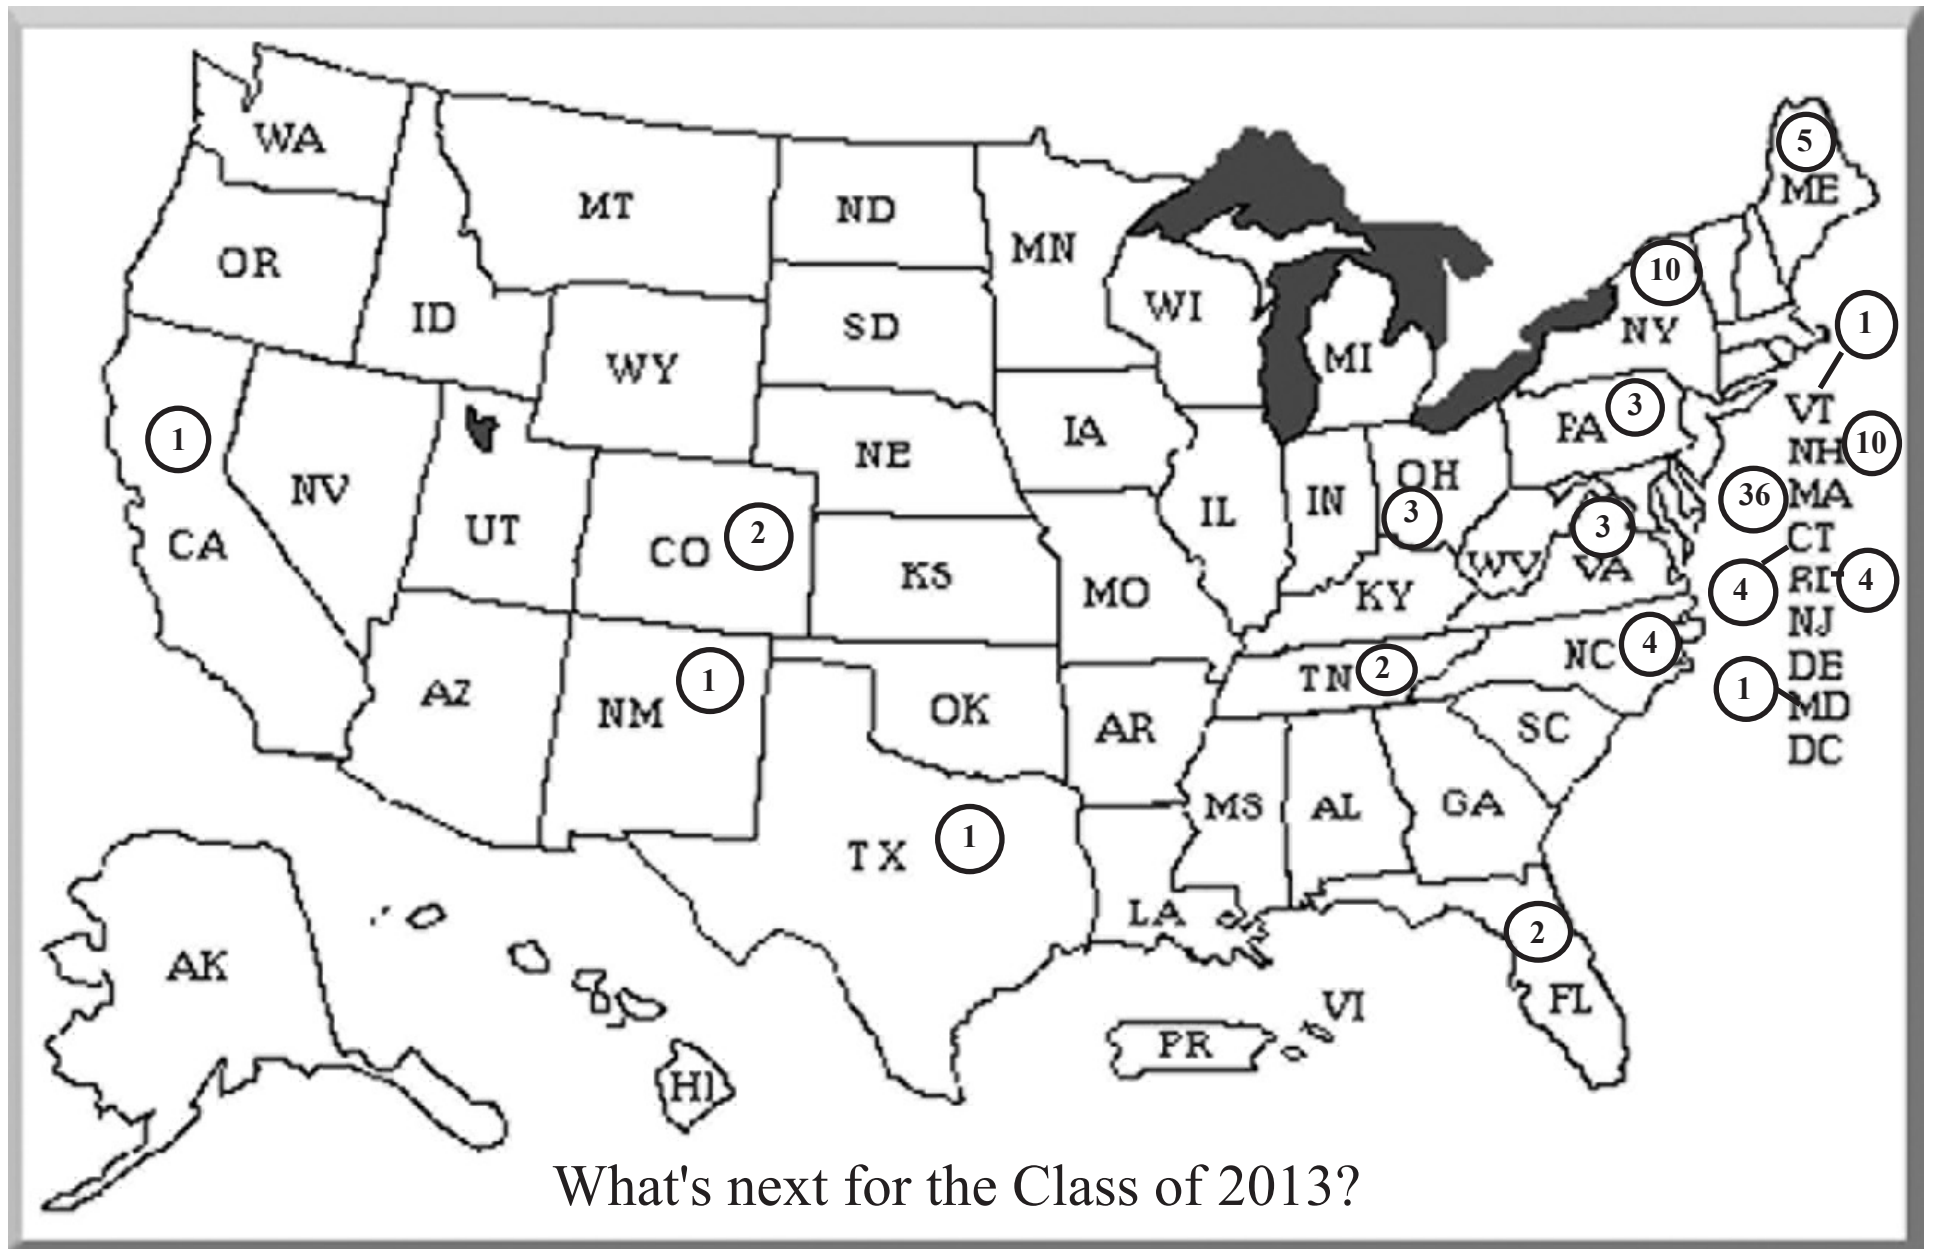 WA
MT
ND
MN
5
ME
OR
ID
SD
WI
MI
10
NY
1
WY
1
CA
NV
UT
CO
2
NE
IA
IL
IN
OH
3
PA
3
VT
NH
10
36
MA
CT
4
RI
4
NJ
DE
1
MD
DC
KS
MO
KY
WV
3
VA
AZ
NM
1
OK
AR
TN
2
NC
4
SC
TX
1
LA
MS
AL
GA
2
FL
AK
HI
PR
VI
What's next for the Class of 2013?